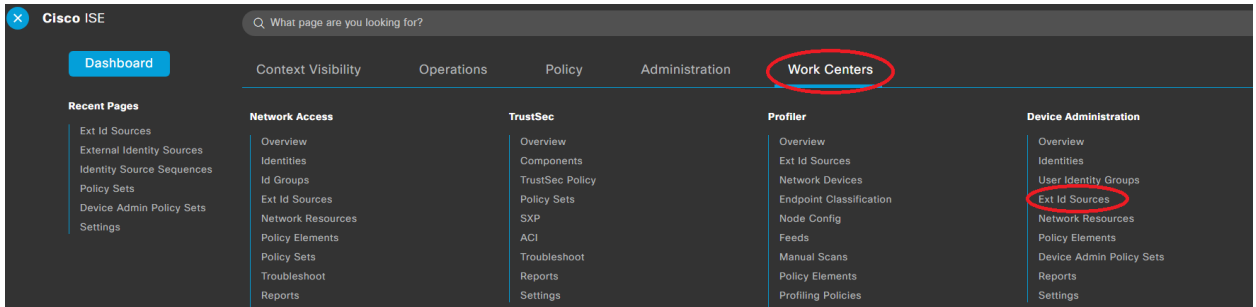 Cisco ISE
What page are you looking for?
Dashboard
Context Visibility
Operations
Policy
Administration
Work Centers
Recent Pages
Ext Id Sources
External Identity Sources
Identity Source Sequences
Policy Sets
Device Admin Policy Sets
Settings
Network Access
Overview
Identities
Id Groups
Ext Id Sources
Network Resources
Policy Elements
Policy Sets
Troubleshoot
Reports
TrustSec
Overview
Components
TrustSec Policy
Policy Sets
SXP
ACI
Troubleshoot
Reports
Settings
Profiler
Overview
Ext Id Sources
Network Devices
Endpoint Classification
Node Config
Feeds
Manual Scans
Policy Elements
Profiling Policies
Device Administration
Overview
Identities
User Identity Groups
Ext Id Sources
Network Resources
Policy Elements
Device Admin Policy Sets
Reports
Settings